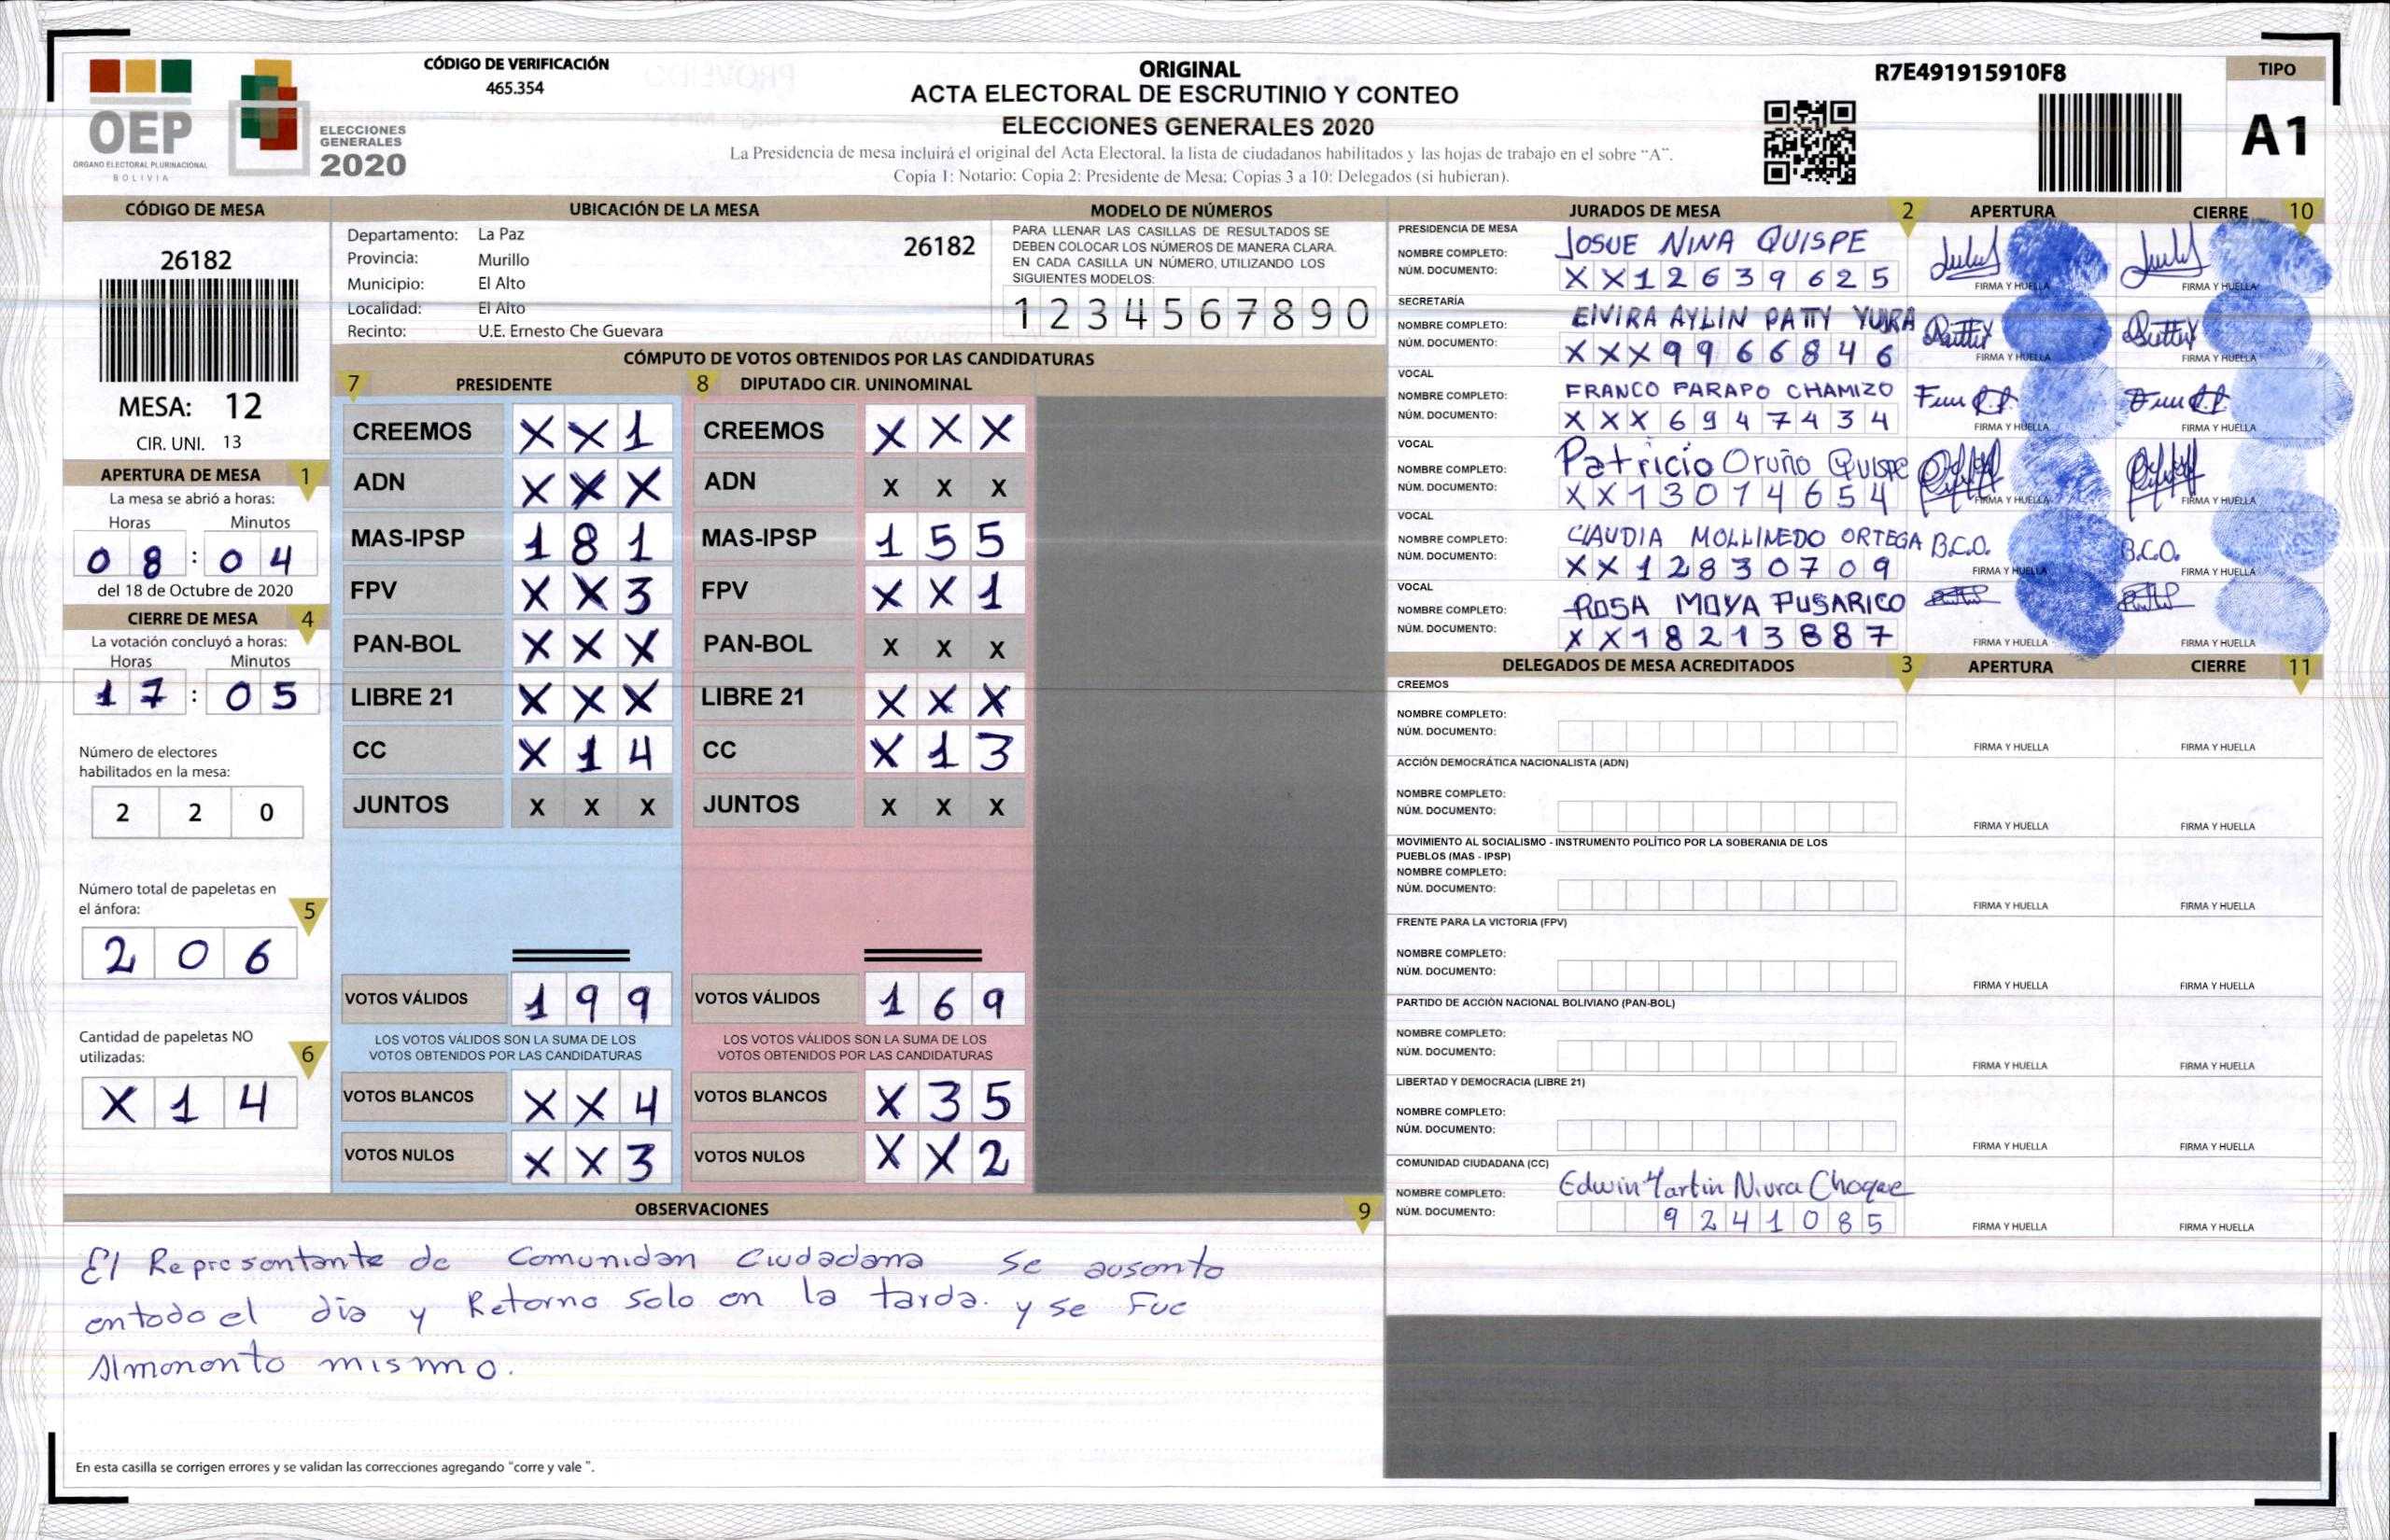 CÓDIGO DE VERIFICACIÓN
465.354
OEP
ÓRGANO ELECTORAL PLURINACIONAL
BOLIVIA
ELECCIONES
GENERALES
2020
ORIGINAL
ACTA ELECTORAL DE ESCRUTINIO Y CONTEO
ELECCIONES GENERALES 2020
La Presidencia de mesa incluirá el original del Acta Electoral, la lista de ciudadanos habilitados y las hojas de trabajo en el sobre "A".
Copia 1: Notario; Copia 2: Presidente de Mesa; Copias 3 a 10: Delegados (si hubieran).
R7E491915910F8
TIPO
A1
CÓDIGO DE MESA
26182
MESA: 12
CIR. UNI. 13
APERTURA DE MESA 1
La mesa se abrió a horas:
Horas Minutos
0 8 : 0 4
del 18 de Octubre de 2020
CIERRE DE MESA 4
La votación concluyó a horas:
Horas Minutos
1 7 : 0 5
Número de electores
habilitados en la mesa:
2 2 0
Número total de papeletas en
el ánfora: 5
2 0 6
Cantidad de papeletas NO
utilizadas: 6
X 1 4
UBICACIÓN DE LA MESA
Departamento: La Paz 26182
Provincia: Murillo
Municipio: El Alto
Localidad: El Alto
Recinto: U.E. Ernesto Che Guevara
MODELO DE NÚMEROS
PARA LLENAR LAS CASILLAS DE RESULTADOS SE
DEBEN COLOCAR LOS NÚMEROS DE MANERA CLARA.
EN CADA CASILLA UN NÚMERO, UTILIZANDO LOS
SIGUIENTES MODELOS:
1 2 3 4 5 6 7 8 9 0
CÓMPUTO DE VOTOS OBTENIDOS POR LAS CANDIDATURAS
7 PRESIDENTE 8 DIPUTADO CIR. UNINOMINAL
CREEMOS X X 1 CREEMOS X X X
ADN X X X ADN X X X
MAS-IPSP 1 8 1 MAS-IPSP 1 5 5
FPV X X 3 FPV X X 1
PAN-BOL X X X PAN-BOL X X X
LIBRE 21 X X X LIBRE 21 X X X
CC X 1 4 CC X 1 3
JUNTOS X X X JUNTOS X X X
VOTOS VÁLIDOS 1 9 9 VOTOS VÁLIDOS 1 6 9
LOS VOTOS VÁLIDOS SON LA SUMA DE LOS LOS VOTOS VÁLIDOS SON LA SUMA DE LOS
VOTOS OBTENIDOS POR LAS CANDIDATURAS VOTOS OBTENIDOS POR LAS CANDIDATURAS
VOTOS BLANCOS X X 4 VOTOS BLANCOS X 3 5
VOTOS NULOS X X 3 VOTOS NULOS X X 2
OBSERVACIONES 9
El Representante de Comunidan Ciudadana se ausento
entodo el dia y Retorno solo en la tarda. y se Fue
Almonento mismo.
En esta casilla se corrigen errores y se validan las correcciones agregando "corre y vale ".
JURADOS DE MESA 2 APERTURA CIERRE 10
PRESIDENCIA DE MESA
NOMBRE COMPLETO: JOSUE NINA QUISPE
NÚM. DOCUMENTO: X X 1 2 6 3 9 6 2 5
FIRMA Y HUELLA FIRMA Y HUELLA
SECRETARÍA
NOMBRE COMPLETO: ElVIRA AYLIN PATTY YUJRA
NÚM. DOCUMENTO: X X X 9 9 6 6 8 4 6
FIRMA Y HUELLA FIRMA Y HUELLA
VOCAL
NOMBRE COMPLETO: FRANCO PARAPO CHAMIZO
NÚM. DOCUMENTO: X X X 6 9 4 7 4 3 4
FIRMA Y HUELLA FIRMA Y HUELLA
VOCAL
NOMBRE COMPLETO: Patricio Oruño Quispe
NÚM. DOCUMENTO: X X 1 3 0 7 4 6 5 4
FIRMA Y HUELLA FIRMA Y HUELLA
VOCAL
NOMBRE COMPLETO: ClAUDIA MOLLINEDO ORTEGA B.C.O. B.C.O.
NÚM. DOCUMENTO: X X 1 2 8 3 0 7 0 9
FIRMA Y HUELLA FIRMA Y HUELLA
VOCAL
NOMBRE COMPLETO: ROSA MOYA PUSARICO
NÚM. DOCUMENTO: X X 1 8 2 1 3 8 8 7
FIRMA Y HUELLA FIRMA Y HUELLA
DELEGADOS DE MESA ACREDITADOS 3 APERTURA CIERRE 11
CREEMOS
NOMBRE COMPLETO:
NÚM. DOCUMENTO:
FIRMA Y HUELLA FIRMA Y HUELLA
ACCIÓN DEMOCRÁTICA NACIONALISTA (ADN)
NOMBRE COMPLETO:
NÚM. DOCUMENTO:
FIRMA Y HUELLA FIRMA Y HUELLA
MOVIMIENTO AL SOCIALISMO - INSTRUMENTO POLÍTICO POR LA SOBERANIA DE LOS
PUEBLOS (MAS - IPSP)
NOMBRE COMPLETO:
NÚM. DOCUMENTO:
FIRMA Y HUELLA FIRMA Y HUELLA
FRENTE PARA LA VICTORIA (FPV)
NOMBRE COMPLETO:
NÚM. DOCUMENTO:
FIRMA Y HUELLA FIRMA Y HUELLA
PARTIDO DE ACCIÓN NACIONAL BOLIVIANO (PAN-BOL)
NOMBRE COMPLETO:
NÚM. DOCUMENTO:
FIRMA Y HUELLA FIRMA Y HUELLA
LIBERTAD Y DEMOCRACIA (LIBRE 21)
NOMBRE COMPLETO:
NÚM. DOCUMENTO:
FIRMA Y HUELLA FIRMA Y HUELLA
COMUNIDAD CIUDADANA (CC)
NOMBRE COMPLETO: Edwin Martin Choque
NÚM. DOCUMENTO: 9 2 4 1 0 8 5
FIRMA Y HUELLA FIRMA Y HUELLA